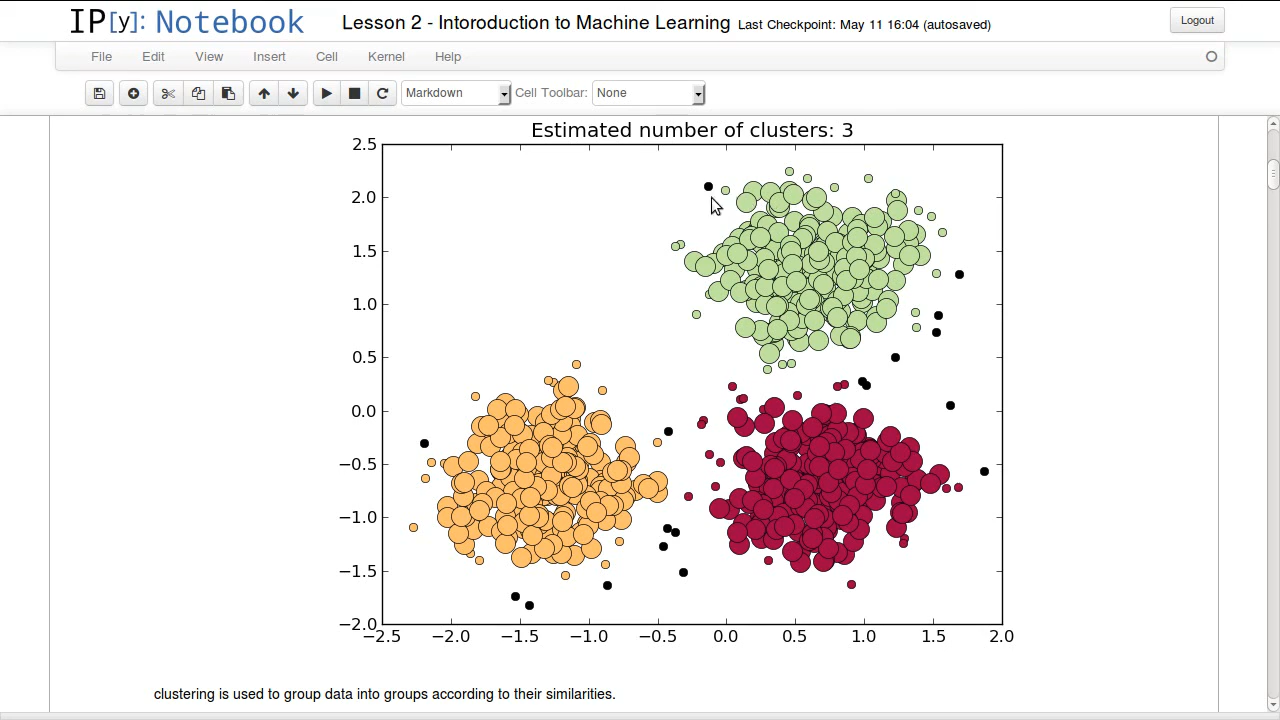 IP[y]: Notebook
Lesson 2 - Intoroduction to Machine Learning Last Checkpoint: May 11 16:04 (autosaved)
Logout
File Edit View Insert Cell Kernel Help
Markdown Cell Toolbar: None
Estimated number of clusters: 3
2.5
2.0
1.5
1.0
0.5
0.0
−0.5
−1.0
−1.5
−2.0
−2.5 −2.0 −1.5 −1.0 −0.5 0.0 0.5 1.0 1.5 2.0
clustering is used to group data into groups according to their similarities.